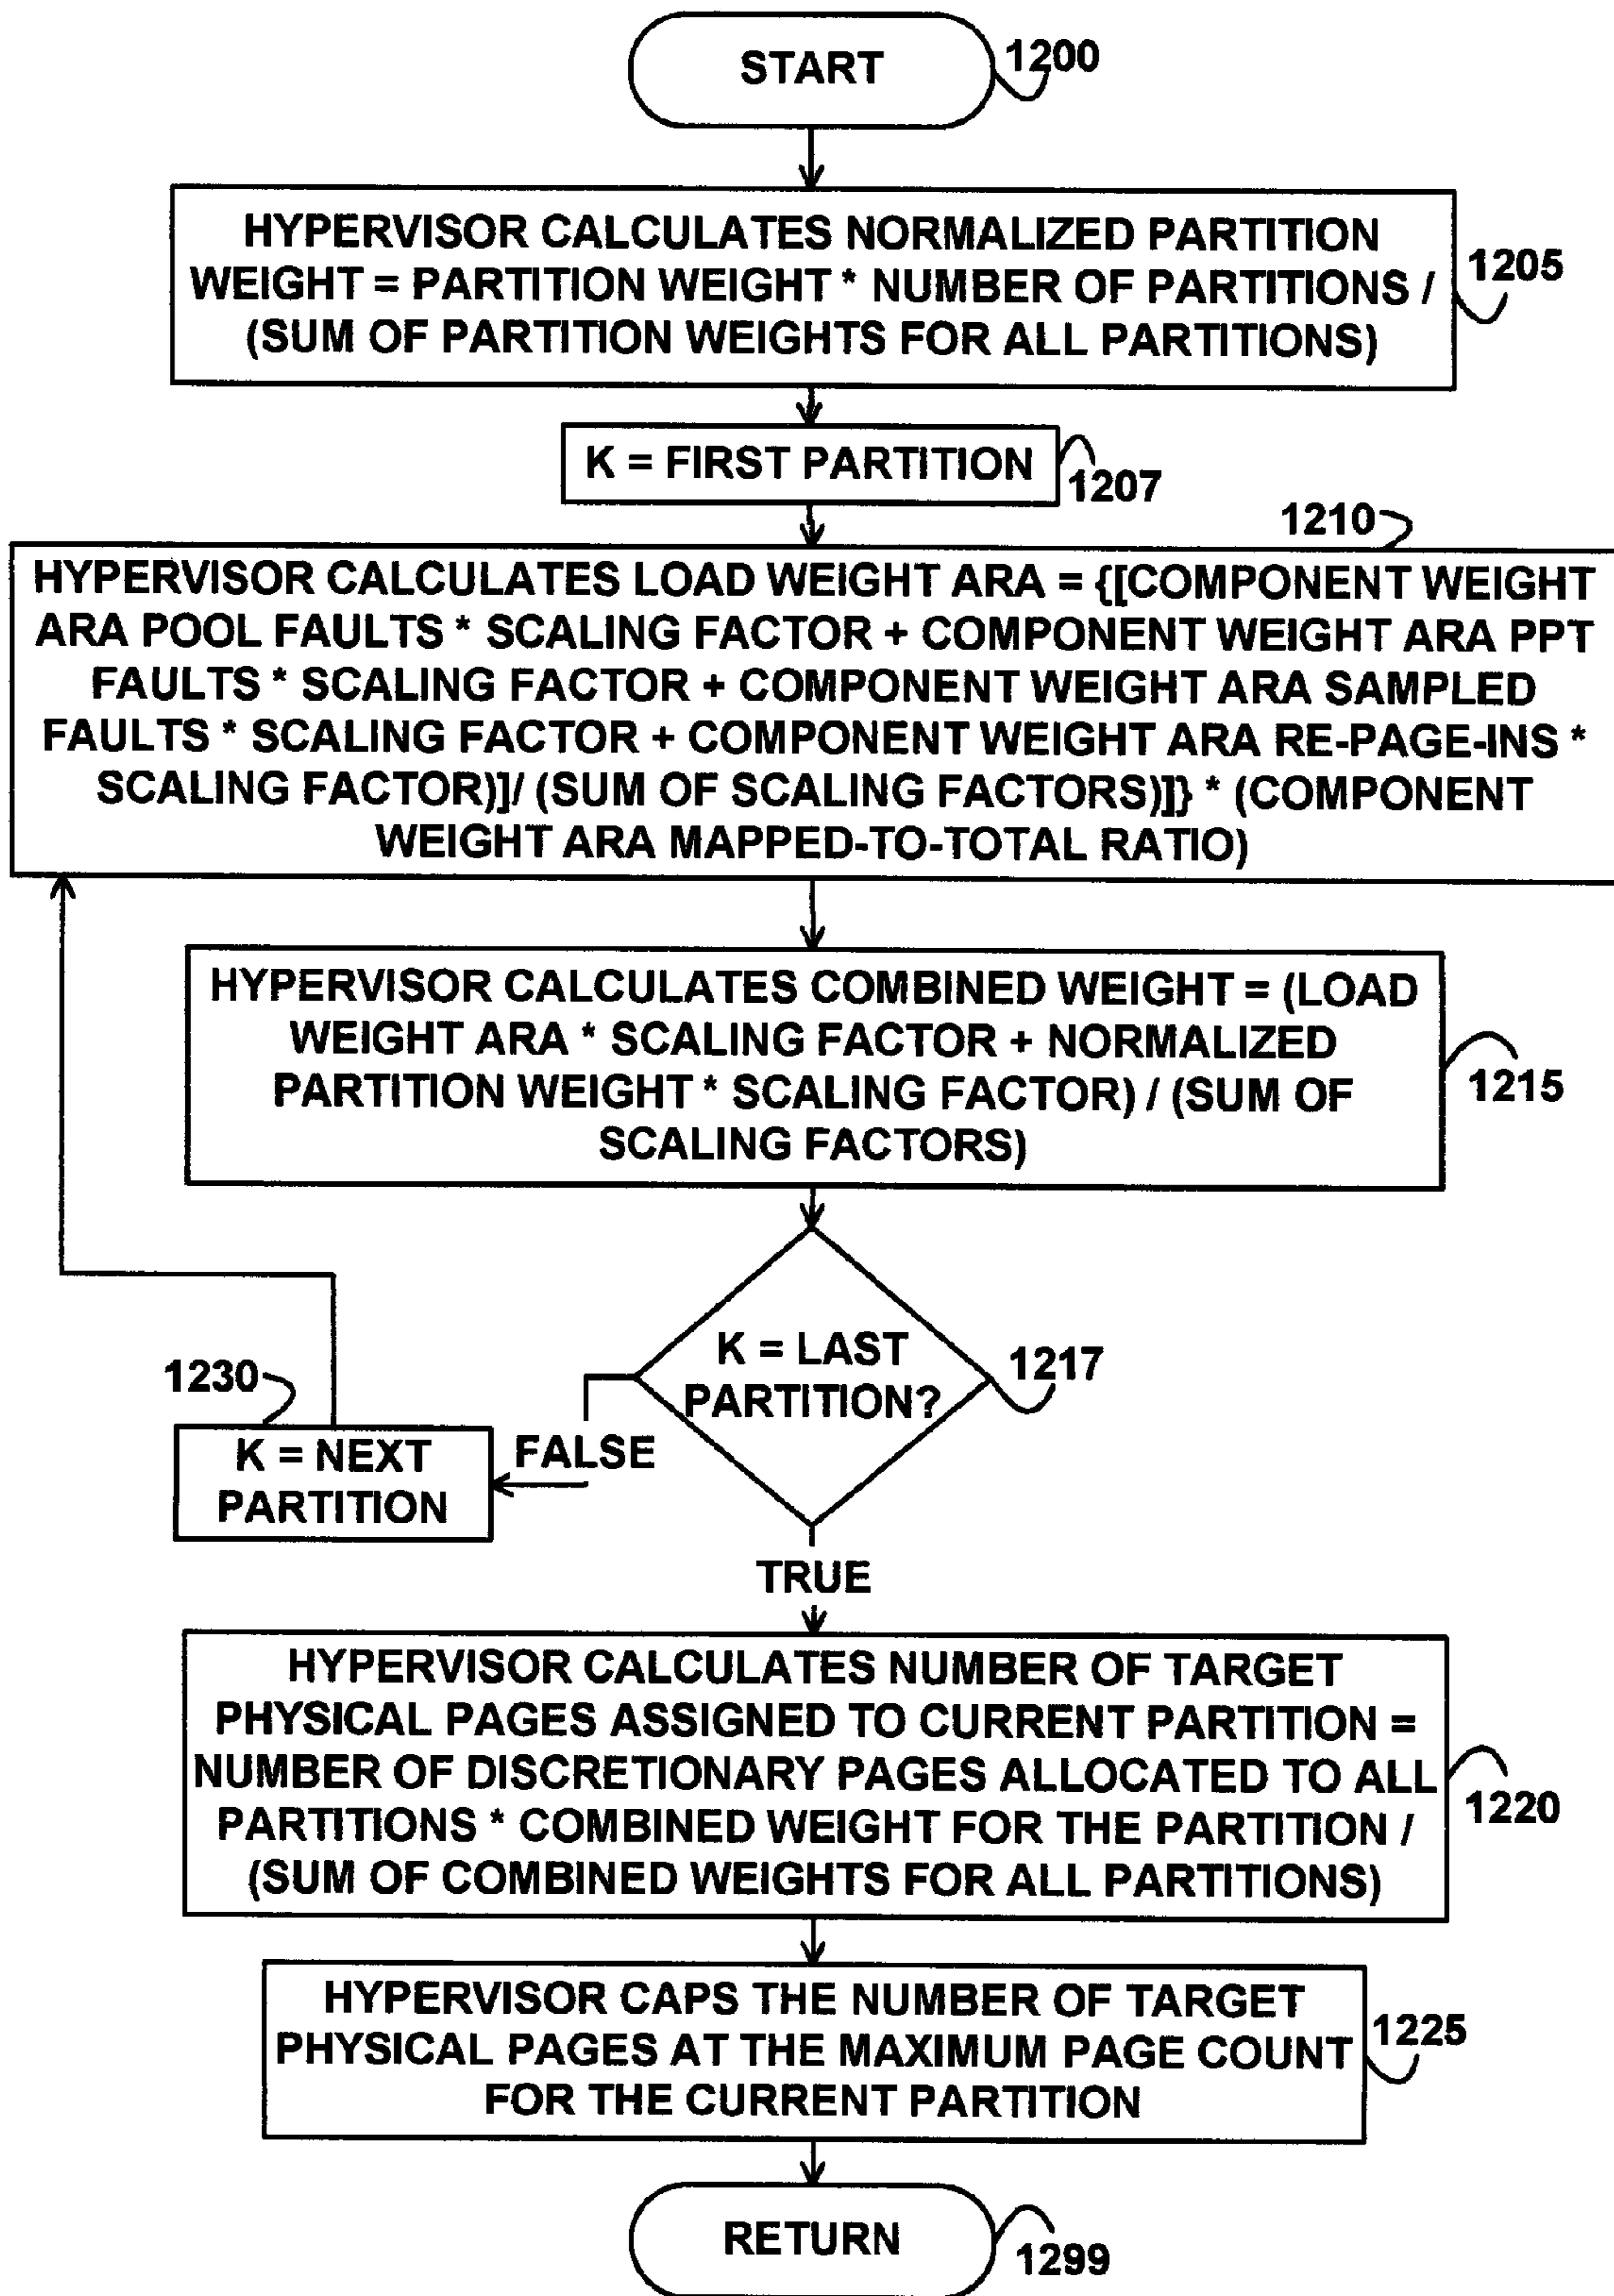 START
1200
HYPERVISOR CALCULATES NORMALIZED PARTITION
WEIGHT = PARTITION WEIGHT * NUMBER OF PARTITIONS /
(SUM OF PARTITION WEIGHTS FOR ALL PARTITIONS)
1205
K = FIRST PARTITION
1207
1210
HYPERVISOR CALCULATES LOAD WEIGHT ARA = {[COMPONENT WEIGHT
ARA POOL FAULTS * SCALING FACTOR + COMPONENT WEIGHT ARA PPT
FAULTS * SCALING FACTOR + COMPONENT WEIGHT ARA SAMPLED
FAULTS * SCALING FACTOR + COMPONENT WEIGHT ARA RE-PAGE-INS *
SCALING FACTOR)]/ (SUM OF SCALING FACTORS)]} * (COMPONENT
WEIGHT ARA MAPPED-TO-TOTAL RATIO)
HYPERVISOR CALCULATES COMBINED WEIGHT = (LOAD
WEIGHT ARA * SCALING FACTOR + NORMALIZED
PARTITION WEIGHT * SCALING FACTOR) / (SUM OF
SCALING FACTORS)
1215
K = LAST
PARTITION?
1217
1230
K = NEXT
PARTITION
FALSE
TRUE
HYPERVISOR CALCULATES NUMBER OF TARGET
PHYSICAL PAGES ASSIGNED TO CURRENT PARTITION =
NUMBER OF DISCRETIONARY PAGES ALLOCATED TO ALL
PARTITIONS * COMBINED WEIGHT FOR THE PARTITION /
(SUM OF COMBINED WEIGHTS FOR ALL PARTITIONS)
1220
HYPERVISOR CAPS THE NUMBER OF TARGET
PHYSICAL PAGES AT THE MAXIMUM PAGE COUNT
FOR THE CURRENT PARTITION
1225
RETURN
1299